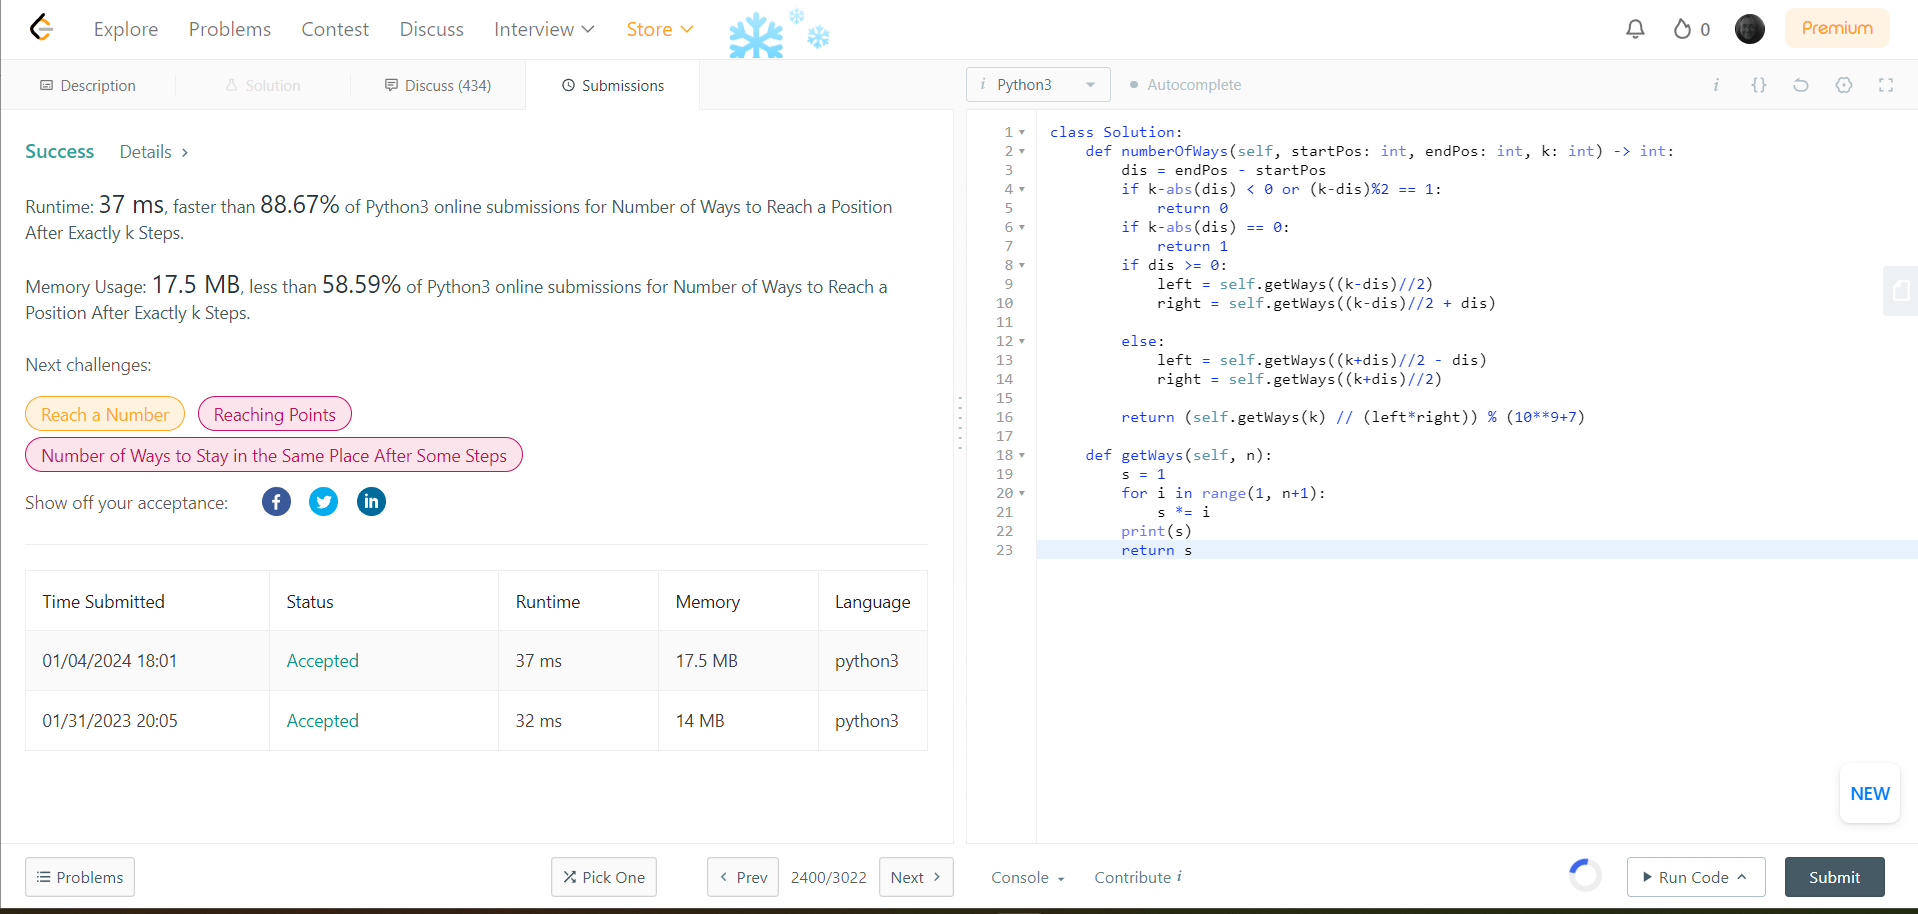 Explore Problems Contest Discuss Interview Store 0 Premium
Description Solution Discuss (434) Submissions
i Python3 Autocomplete i {}
Success Details
Runtime: 37 ms, faster than 88.67% of Python3 online submissions for Number of Ways to Reach a Position
After Exactly k Steps.
Memory Usage: 17.5 MB, less than 58.59% of Python3 online submissions for Number of Ways to Reach a
Position After Exactly k Steps.
Next challenges:
Reach a Number Reaching Points
Number of Ways to Stay in the Same Place After Some Steps
Show off your acceptance: f in
Time Submitted Status Runtime Memory Language
01/04/2024 18:01 Accepted 37 ms 17.5 MB python3
01/31/2023 20:05 Accepted 32 ms 14 MB python3
1 class Solution:
2     def numberOfWays(self, startPos: int, endPos: int, k: int) -> int:
3         dis = endPos - startPos
4         if k-abs(dis) < 0 or (k-dis)%2 == 1:
5             return 0
6         if k-abs(dis) == 0:
7             return 1
8         if dis >= 0:
9             left = self.getWays((k-dis)//2)
10             right = self.getWays((k-dis)//2 + dis)
11
12         else:
13             left = self.getWays((k+dis)//2 - dis)
14             right = self.getWays((k+dis)//2)
15
16         return (self.getWays(k) // (left*right)) % (10**9+7)
17
18     def getWays(self, n):
19         s = 1
20         for i in range(1, n+1):
21             s *= i
22         print(s)
23         return s
NEW
Problems Pick One Prev 2400/3022 Next Console Contribute i Run Code Submit